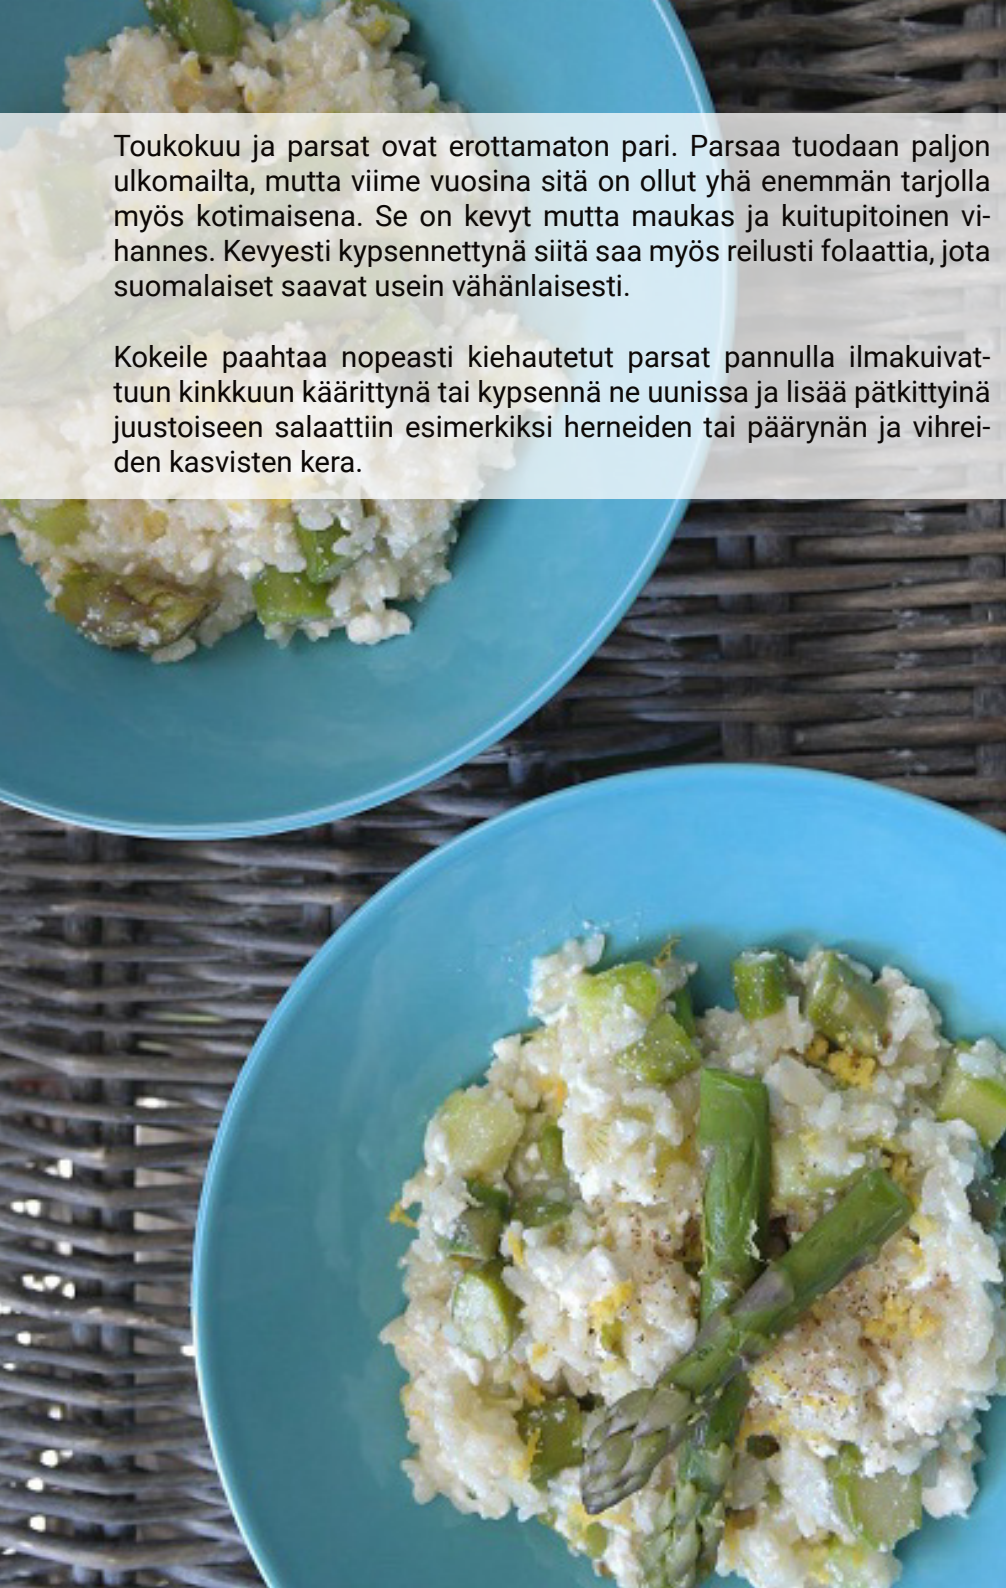 Toukokuu ja parsat ovat erottamaton pari. Parsaa tuodaan paljon
ulkomailta, mutta viime vuosina sitä on ollut yhä enemmän tarjolla
myös kotimaisena. Se on kevyt mutta maukas ja kuitupitoinen vi-
hannes. Kevyesti kypsennettynä siitä saa myös reilusti folaattia, jota
suomalaiset saavat usein vähänlaisesti.

Kokeile paahtaa nopeasti kiehautetut parsat pannulla ilmakuivat-
tuun kinkkuun käärittynä tai kypsennä ne uunissa ja lisää pätkittyinä
juustoiseen salaattiin esimerkiksi herneiden tai päärynän ja vihrei-
den kasvisten kera.